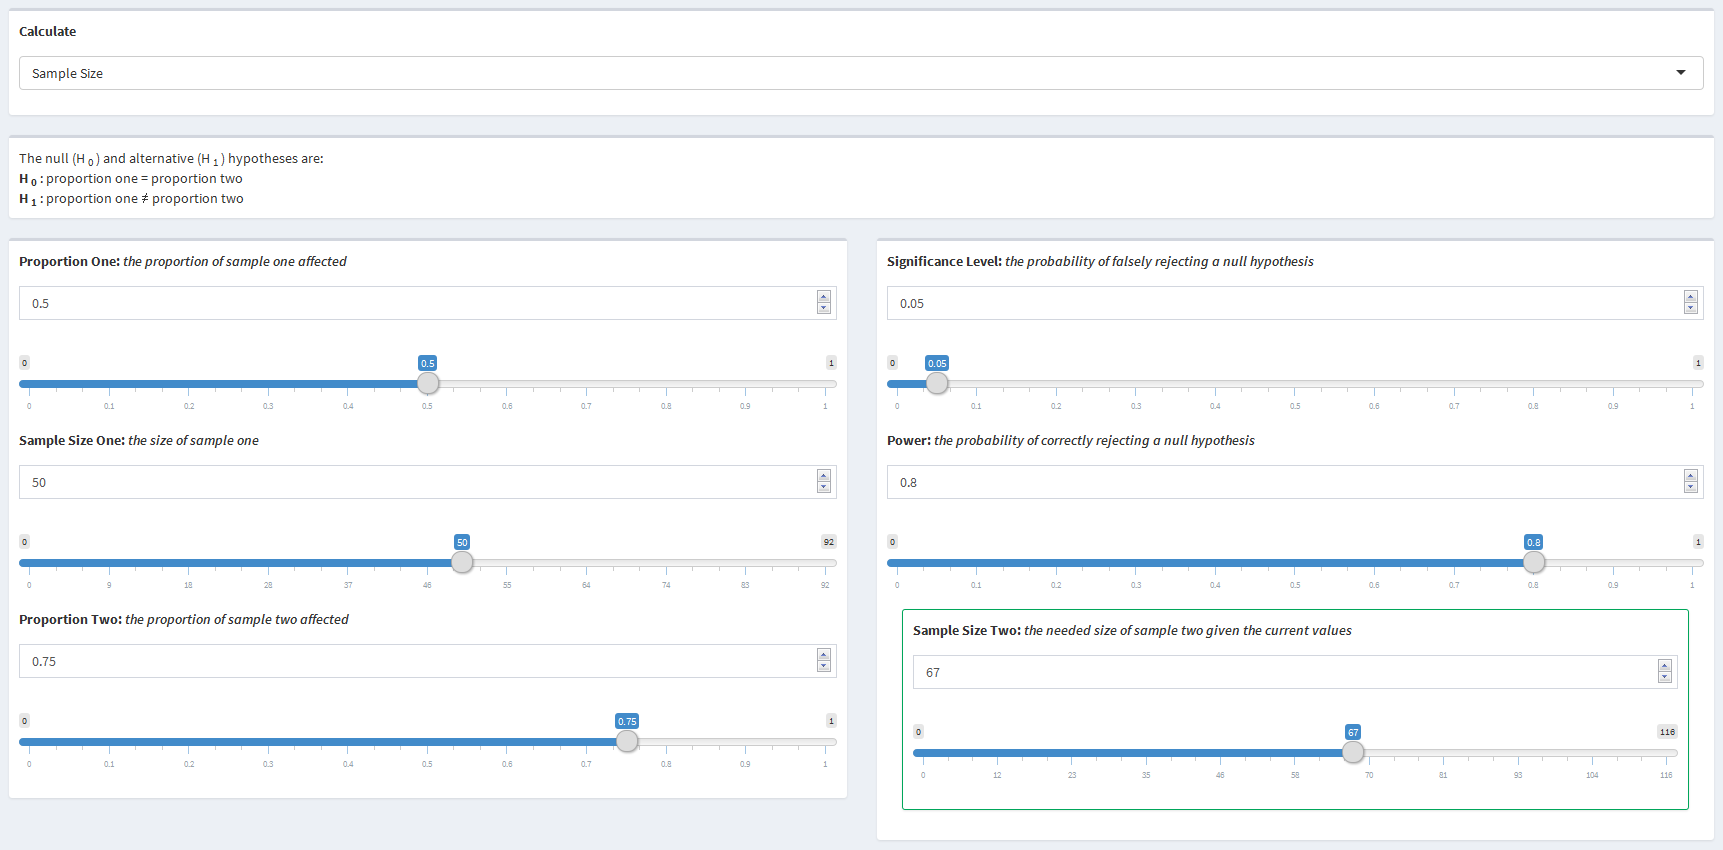 Calculate
Sample Size
The null (H 0 ) and alternative (H 1 ) hypotheses are:
H 0 : proportion one = proportion two
H 1 : proportion one ≠ proportion two
Proportion One: the proportion of sample one affected
0.5
0 0.5 1
0 0.1 0.2 0.3 0.4 0.5 0.6 0.7 0.8 0.9 1
Sample Size One: the size of sample one
50
0 50 92
0 9 18 28 37 46 55 64 74 83 92
Proportion Two: the proportion of sample two affected
0.75
0 0.75 1
0 0.1 0.2 0.3 0.4 0.5 0.6 0.7 0.8 0.9 1
Significance Level: the probability of falsely rejecting a null hypothesis
0.05
0 0.05 1
0 0.1 0.2 0.3 0.4 0.5 0.6 0.7 0.8 0.9 1
Power: the probability of correctly rejecting a null hypothesis
0.8
0 0.8 1
0 0.1 0.2 0.3 0.4 0.5 0.6 0.7 0.8 0.9 1
Sample Size Two: the needed size of sample two given the current values
67
0 67 116
0 12 23 35 46 58 70 81 93 104 116